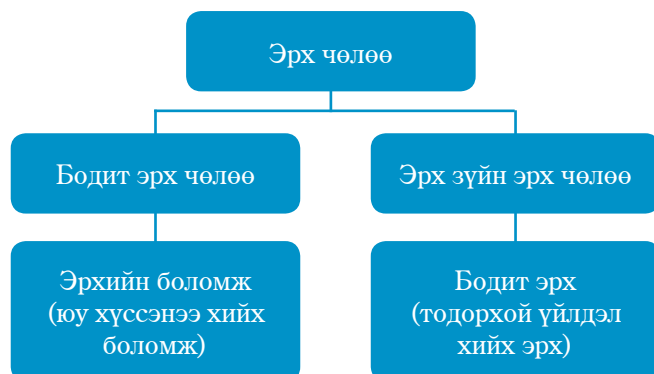 Эрх чөлөө
Бодит эрх чөлөө
Эрх зүйн эрх чөлөө
Эрхийн боломж
(юу хүссэнээ хийх
боломж)
Бодит эрх
(тодорхой үйлдэл
хийх эрх)